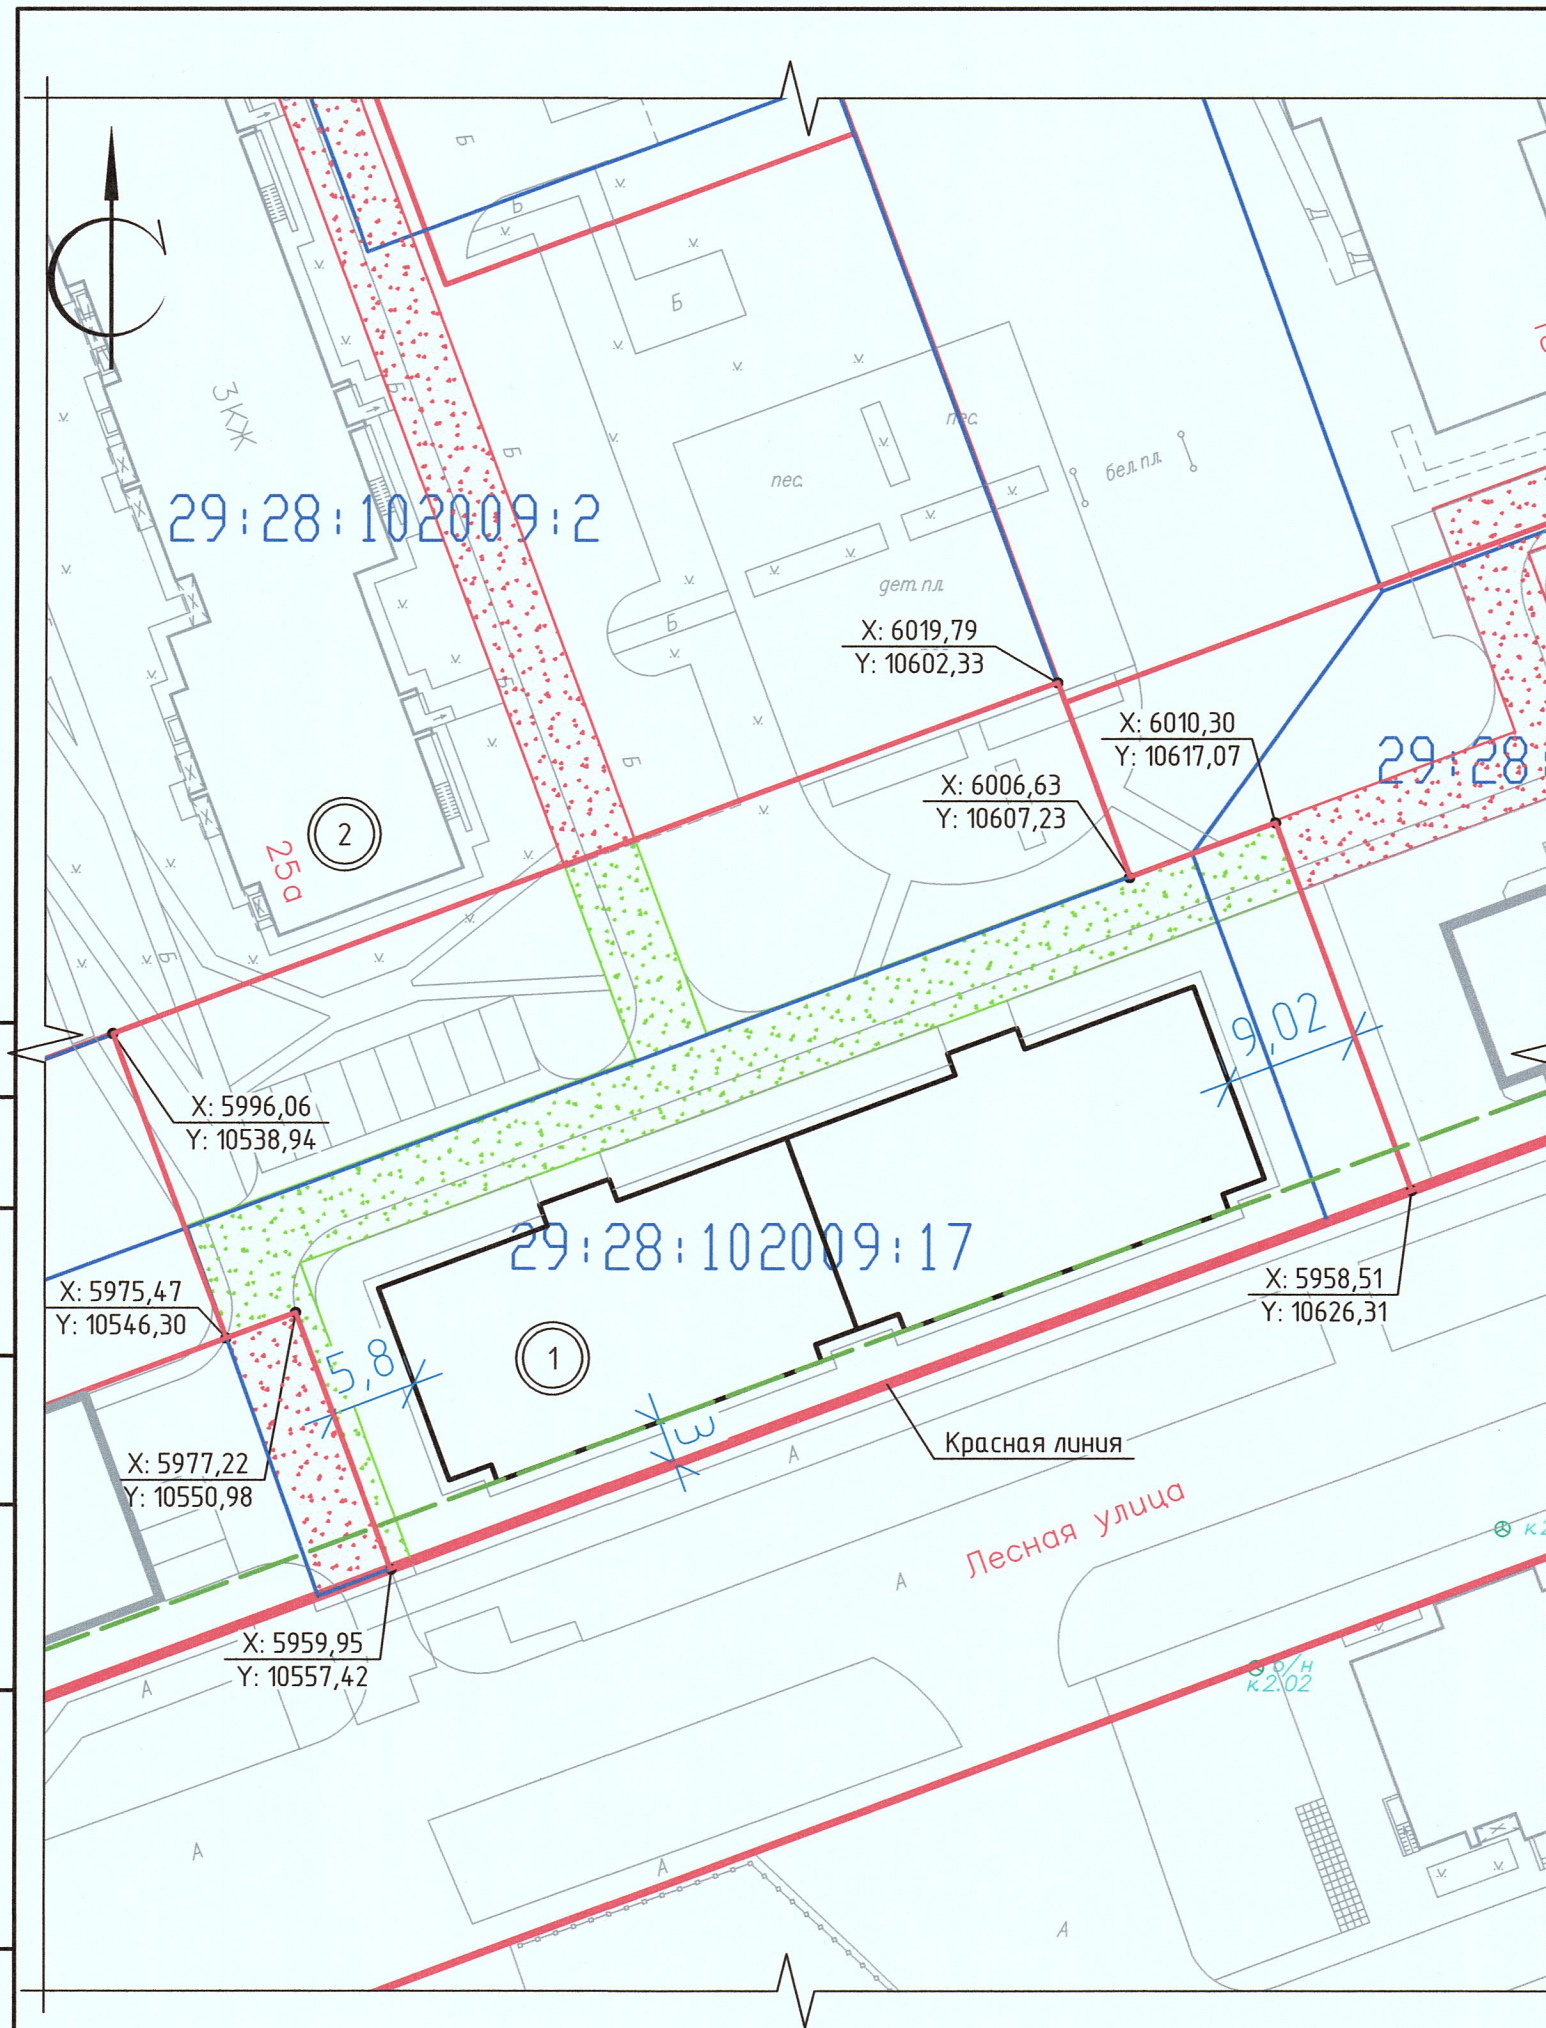 Б
Б
Б
Б
Б
3КЖ
пес.
пес.
бел. пл.
29:28:102009:2
дет. пл.
Б
X: 6019,79
Y: 10602,33
Б
Б
X: 6010,30
Y: 10617,07
29:28:
X: 6006,63
Y: 10607,23
2
25а
Б
9,02
X: 5996,06
Y: 10538,94
29:28:102009:17
X: 5975,47
Y: 10546,30
X: 5958,51
Y: 10626,31
1
5,8
3
Красная линия
А
X: 5977,22
Y: 10550,98
Лесная улица
А
X: 5959,95
Y: 10557,42
б/н
к2.02
А
А
А
А
Д
Д